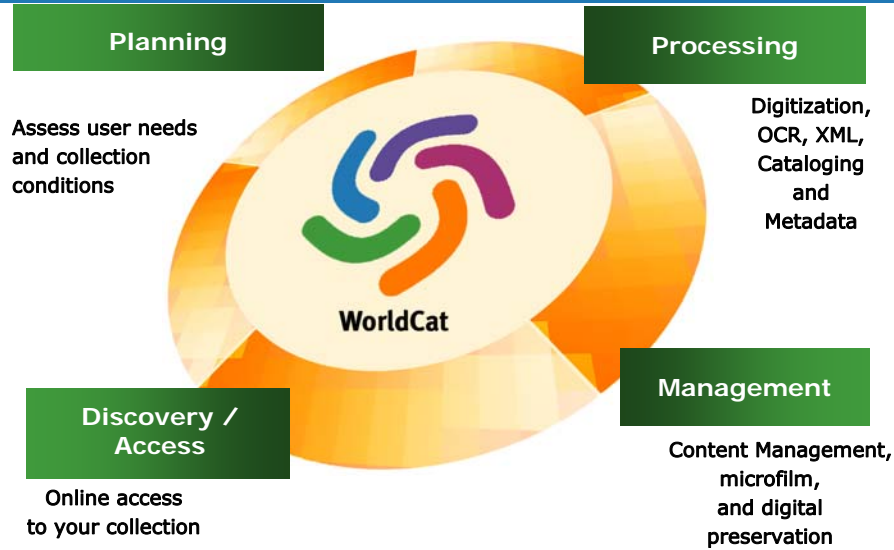 Planning
Assess user needs
and collection
conditions
Processing
Digitization,
OCR, XML,
Cataloging
and
Metadata
WorldCat
Discovery /
Access
Online access
to your collection
Management
Content Management,
microfilm,
and digital
preservation